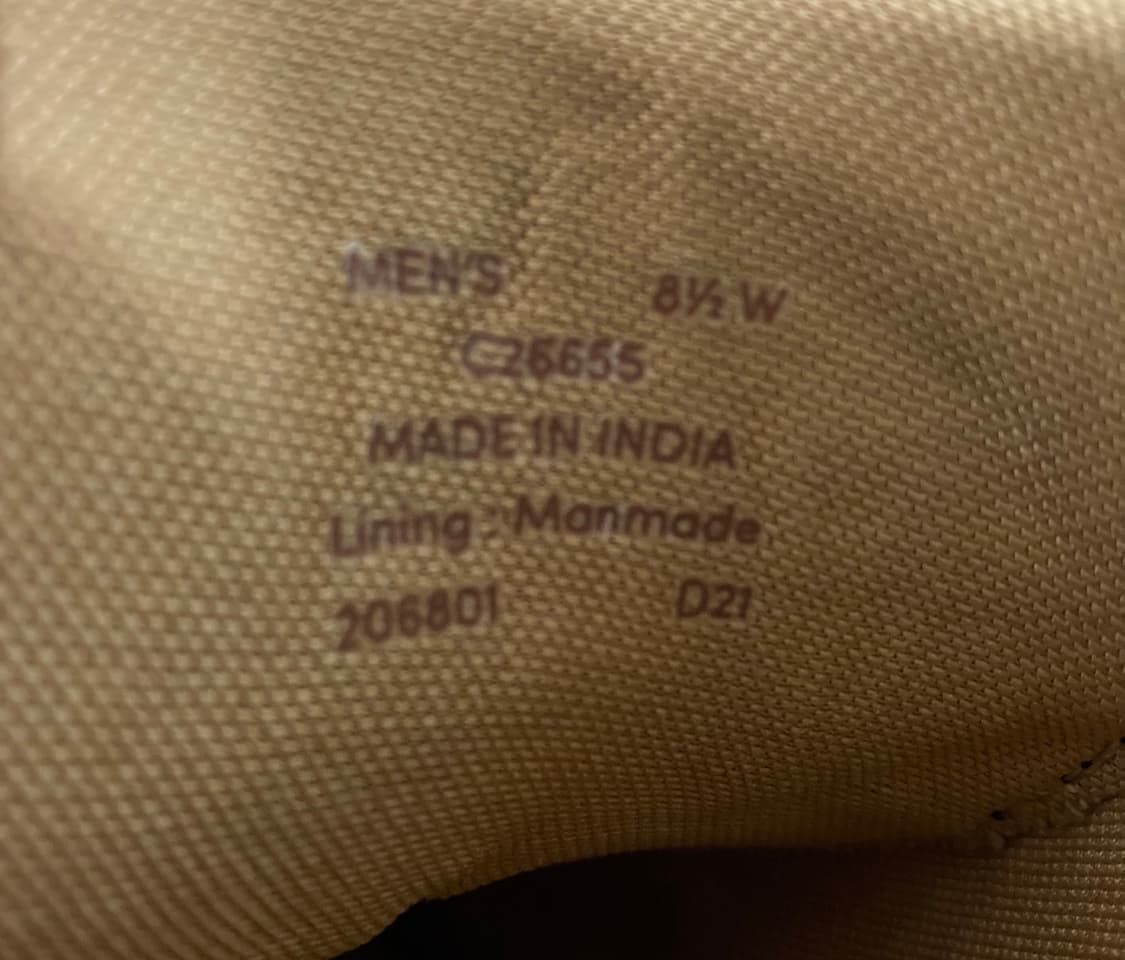 MEN'S 8½ W
C26655
MADE IN INDIA
Lining : Manmade
206801 D21